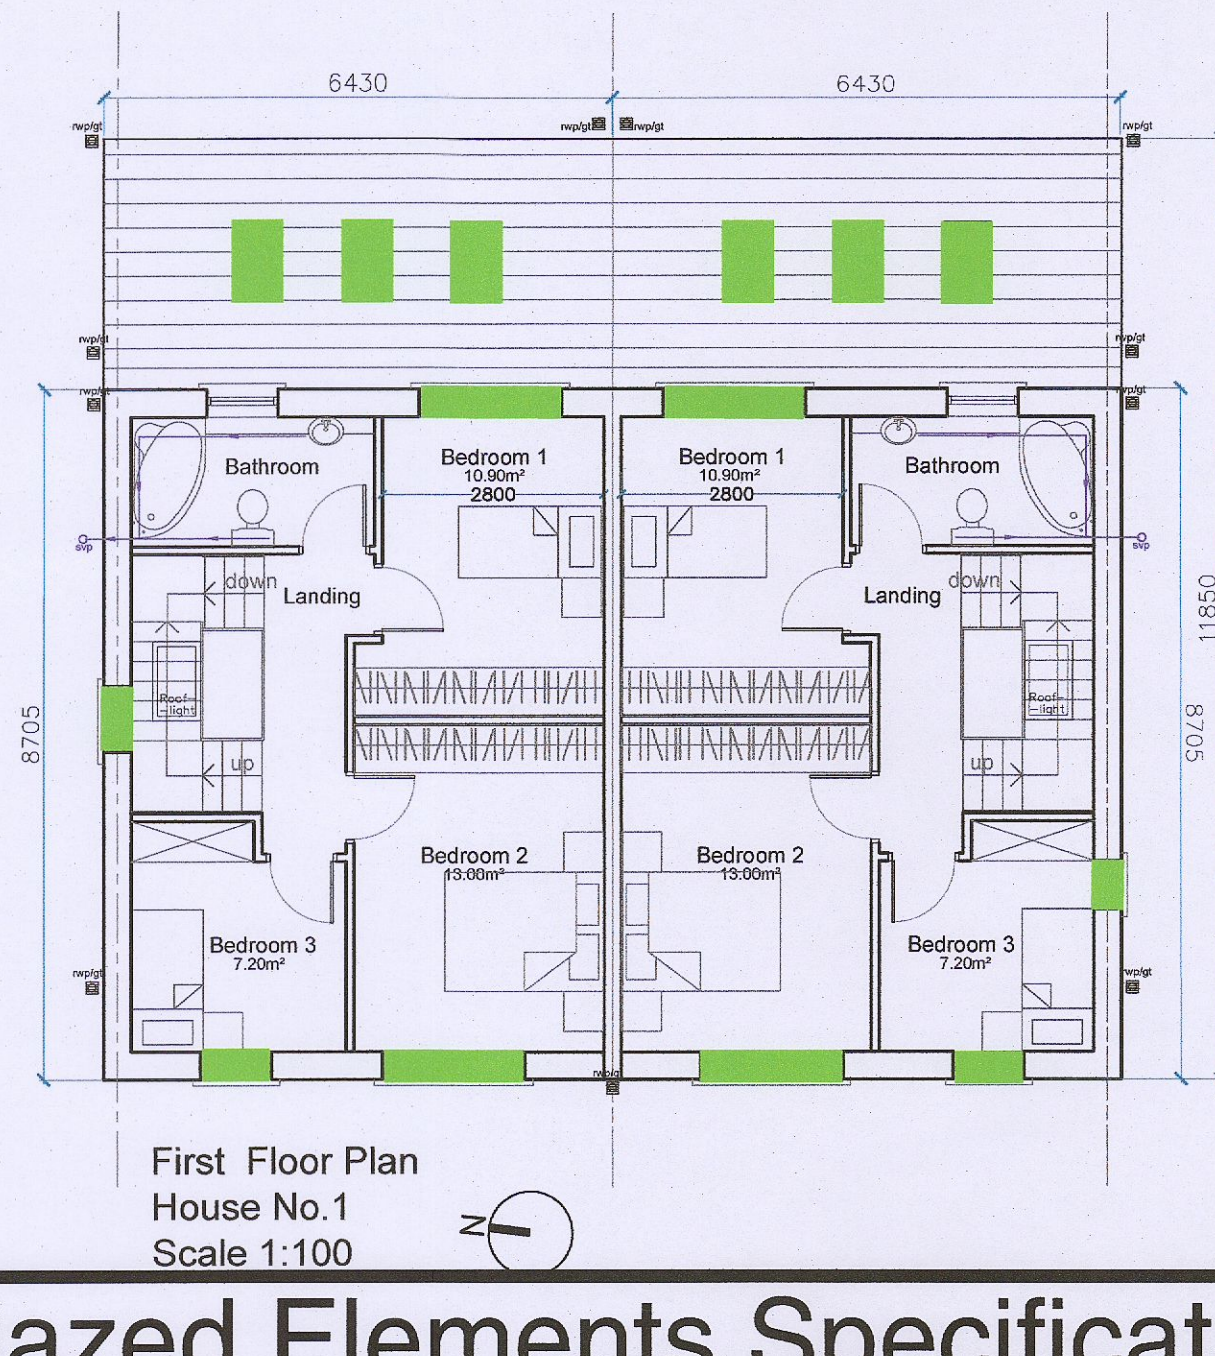 6430 6430
rwp/gt rwp/gt rwp/gt rwp/gt
rwp/gt rwp/gt
rwp/gt rwp/gt
Bathroom Bedroom 1 Bedroom 1 Bathroom
10.90m² 10.90m²
2800 2800
svp svp
down Landing Landing down
11850
Roof-
-light
Roof-
-light
8705 8705
up up
Bedroom 2 Bedroom 2
13.00m² 13.00m²
Bedroom 3 Bedroom 3
7.20m² 7.20m²
rwp/gt wp/gt
rwp/g
First Floor Plan
House No.1
N
Scale 1:100
azed Elements Specificat